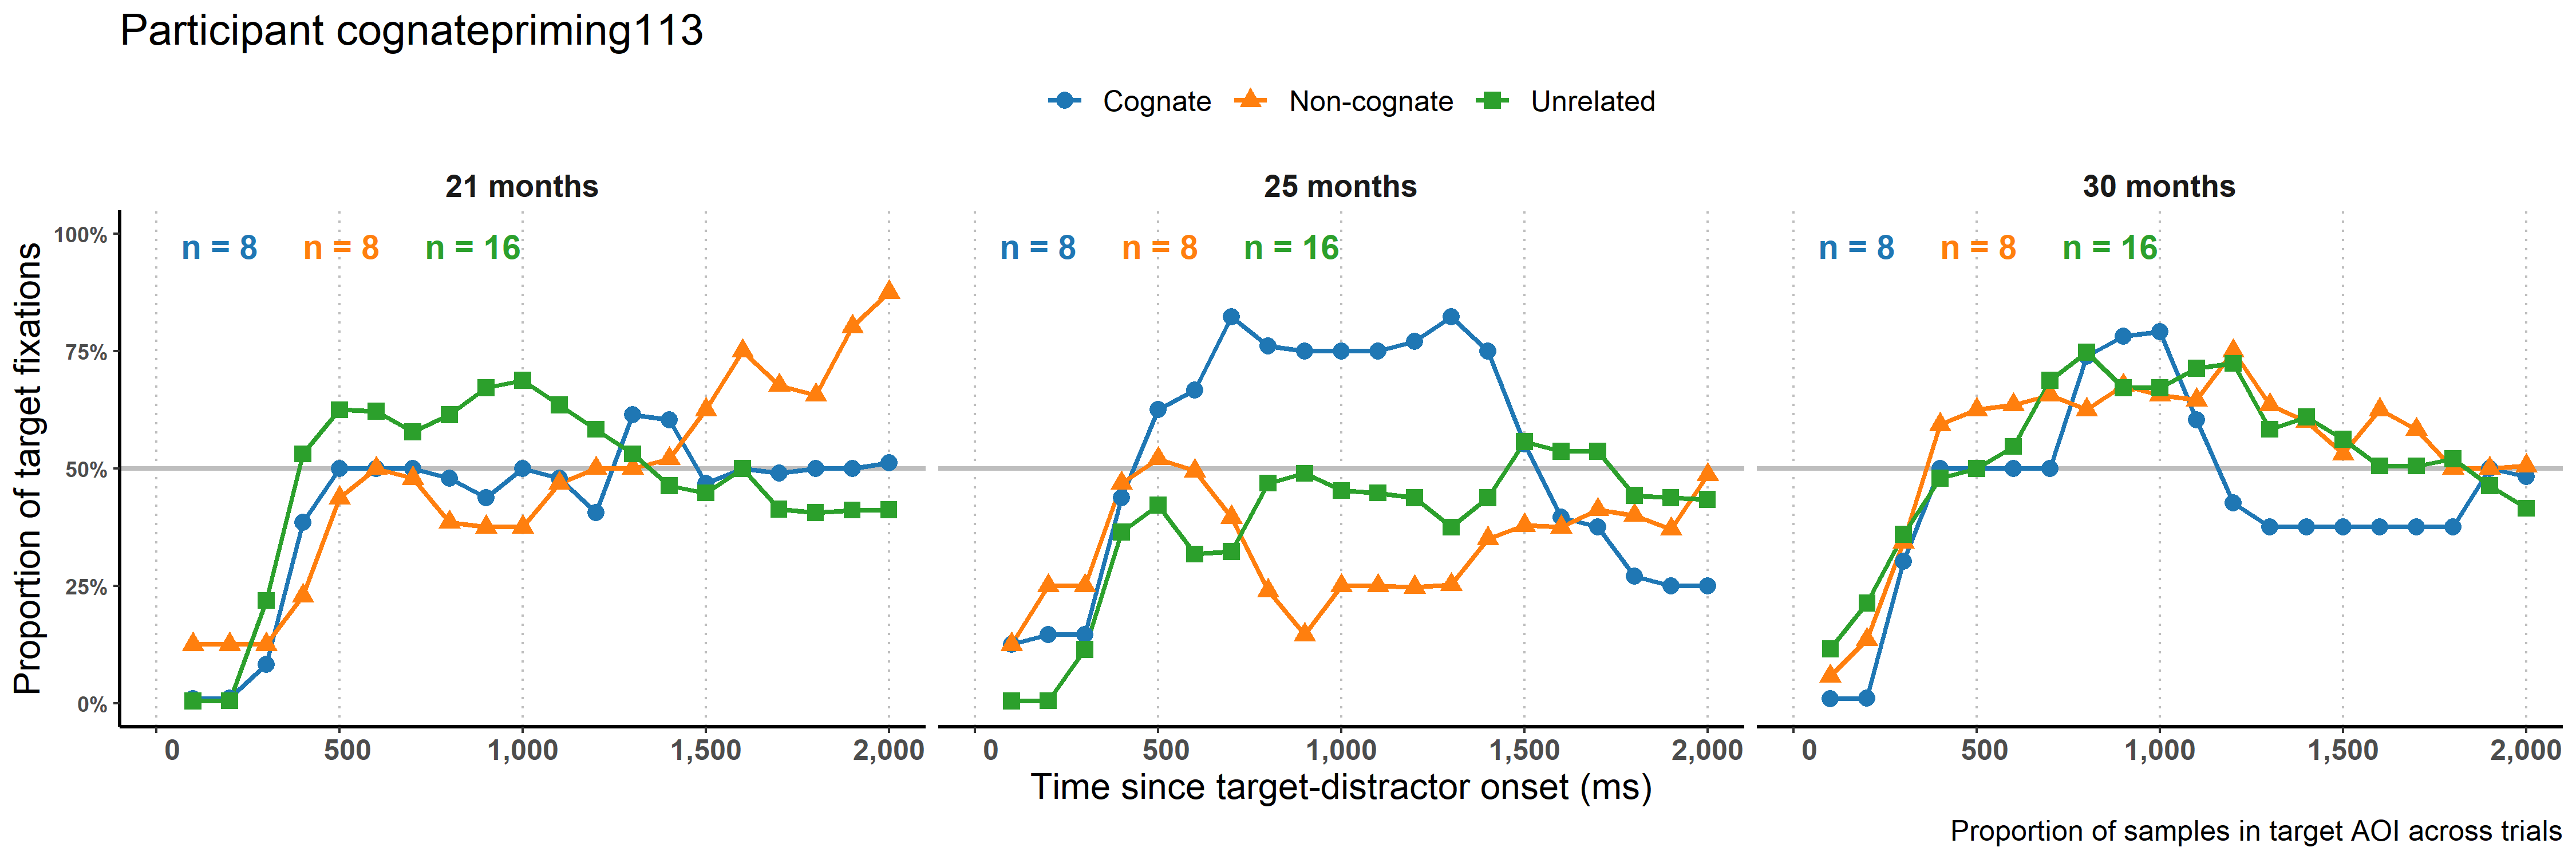 Participant cognatepriming113
Cognate Non-cognate Unrelated
21 months 25 months 30 months
n = 8 n = 8 n = 16 n = 8 n = 8 n = 16 n = 8 n = 8 n = 16
Proportion of target fixations
100%
75%
50%
25%
0%
0 500 1,000 1,500 2,000 0 500 1,000 1,500 2,000 0 500 1,000 1,500 2,000
Time since target-distractor onset (ms)
Proportion of samples in target AOI across trials